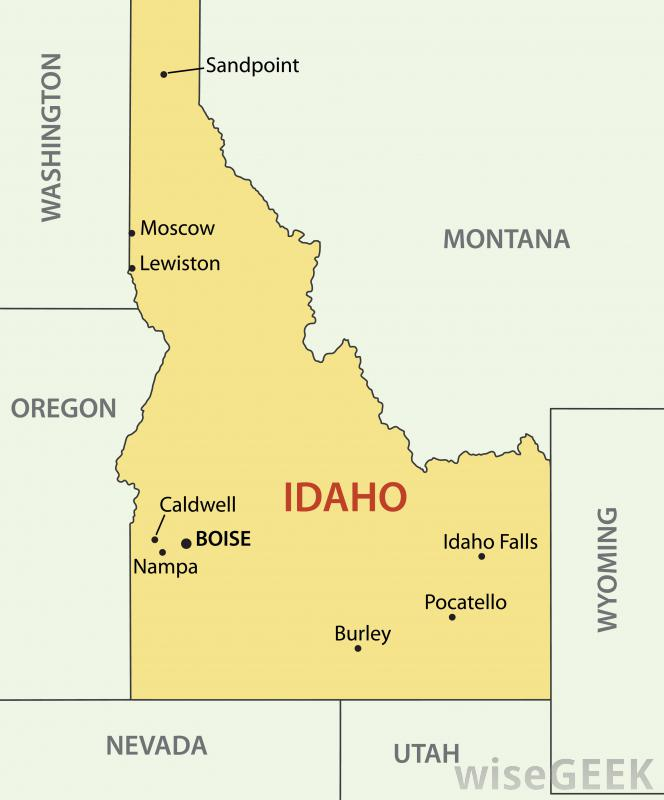 Sandpoint
WASHINGTON
Moscow
MONTANA
Lewiston
OREGON
IDAHO
Caldwell
BOISE
Idaho Falls
Nampa
WYOMING
Pocatello
Burley
NEVADA
UTAH
wiseGEEK